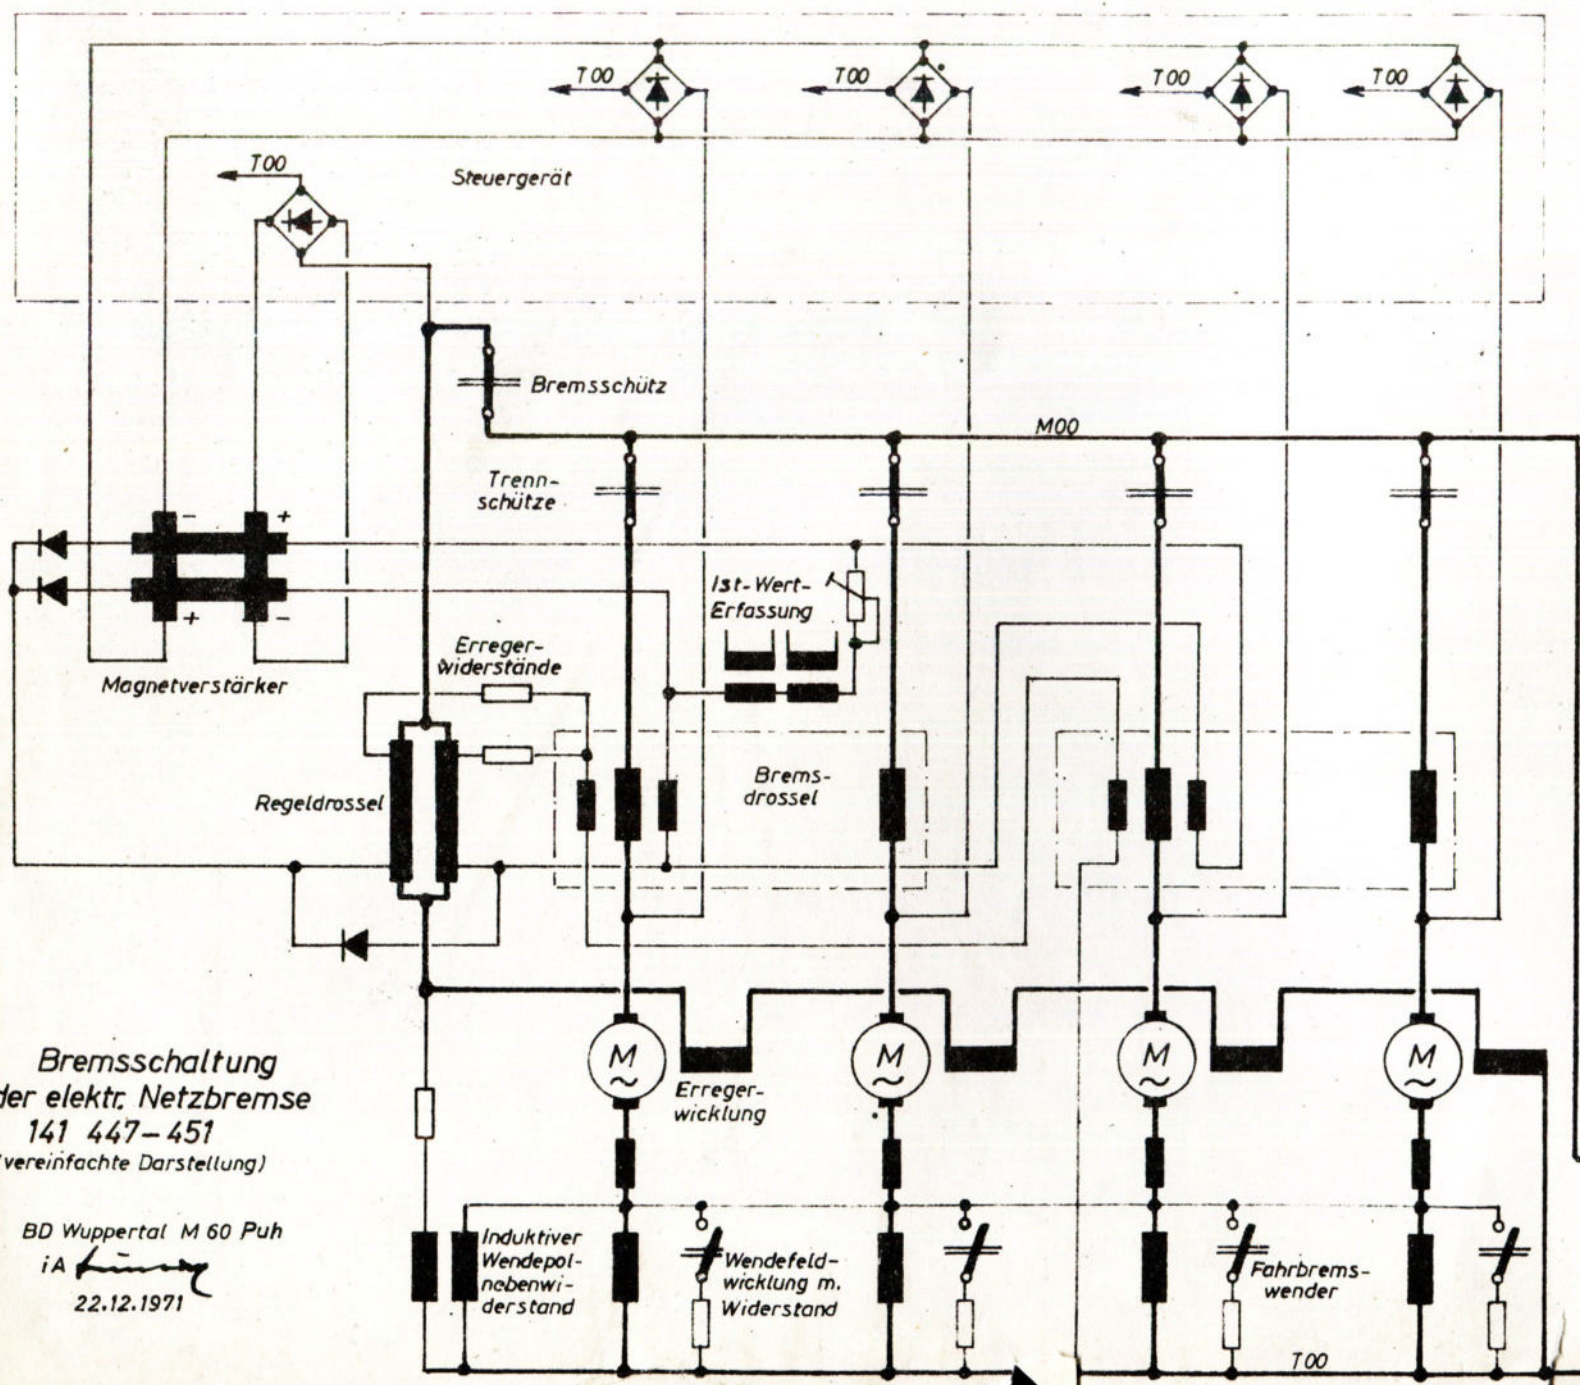 T00
T00
T00
T00
T00
Steuergerät
Bremsschütz
M00
Trenn-
schütze
-
+
+
-
Ist-Wert-
Erfassung
Erreger-
widerstände
Magnetverstärker
Brems-
drossel
Regeldrossel
M
~
M
~
M
~
M
~
Erreger-
wicklung
Bremsschaltung
der elektr. Netzbremse
141 447-451
(vereinfachte Darstellung)
BD Wuppertal M 60 Puh
iA
22.12.1971
Induktiver
Wendepol-
nebenwi-
derstand
Wendefeld-
wicklung m.
Widerstand
Fahrbrems-
wender
T00